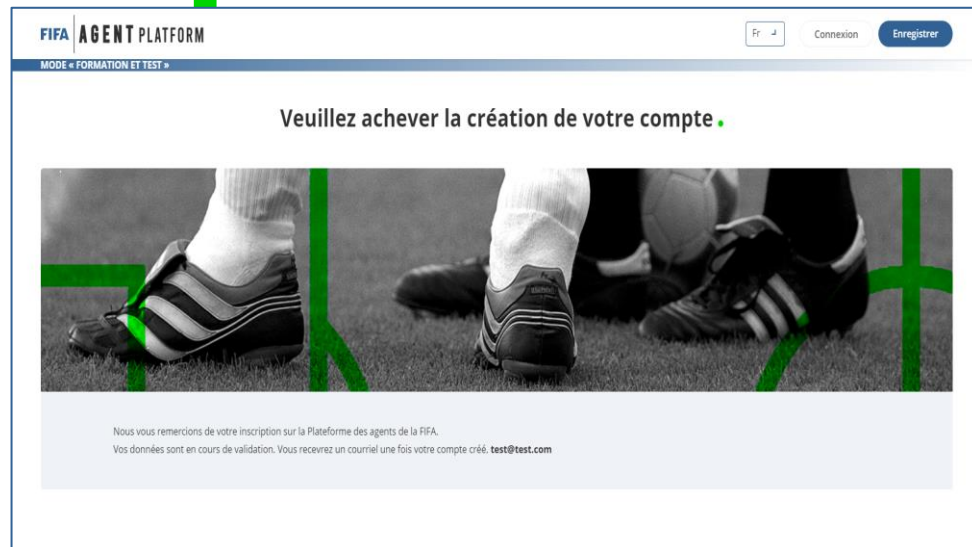 FIFA AGENT PLATFORM
Fr
Connexion
Enregistrer
MODE « FORMATION ET TEST »
Veuillez achever la création de votre compte.
Nous vous remercions de votre inscription sur la Plateforme des agents de la FIFA.
Vos données sont en cours de validation. Vous recevrez un courriel une fois votre compte créé. test@test.com